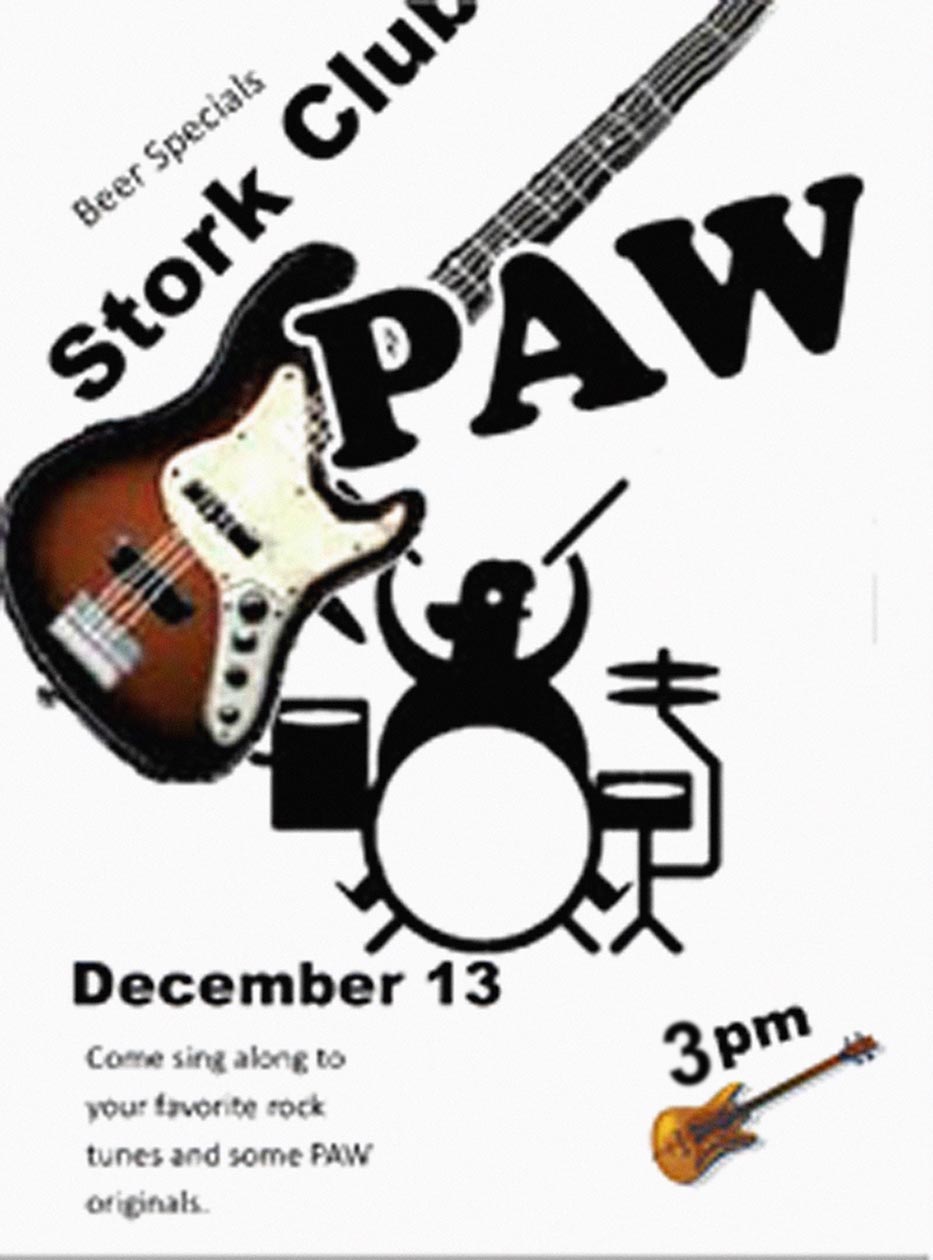 Beer Specials
Stork Club
PAW
December 13
Come sing along to
your favorite rock
tunes and some PAW
originals.
3pm